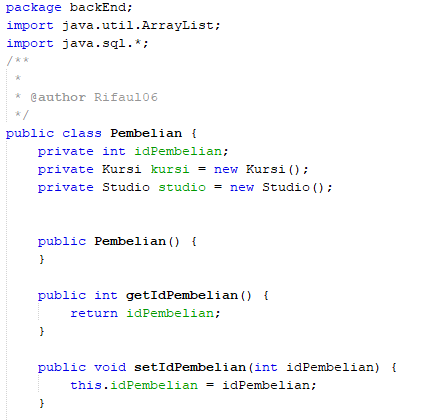 package backEnd;
import java.util.ArrayList;
import java.sql.*;
/**
 *
 * @author Rifaul06
 */
public class Pembelian {
    private int idPembelian;
    private Kursi kursi = new Kursi();
    private Studio studio = new Studio();
    public Pembelian() {
    }
    public int getIdPembelian() {
        return idPembelian;
    }
    public void setIdPembelian(int idPembelian) {
        this.idPembelian = idPembelian;
    }